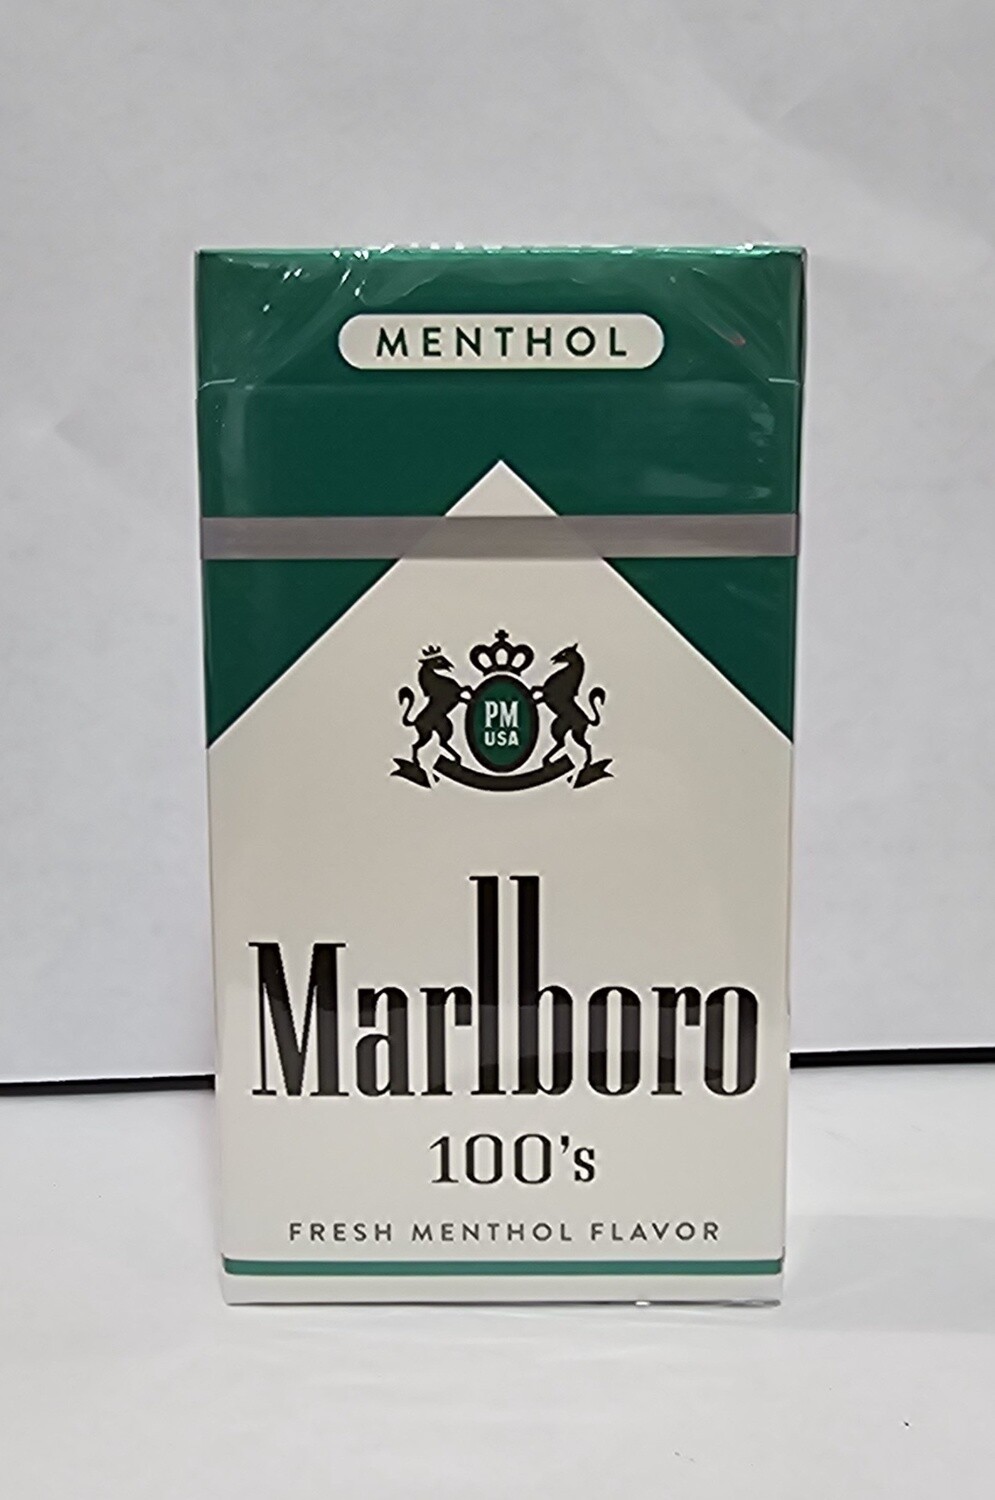 MENTHOL
PM
USA
Marlboro
100's
FRESH MENTHOL FLAVOR